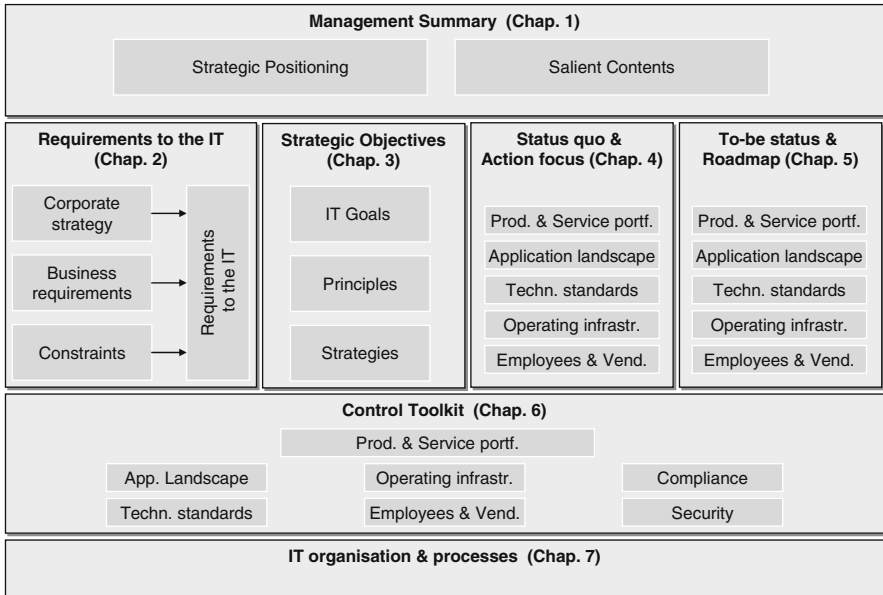 Management Summary (Chap. 1)
Strategic Positioning
Salient Contents
Requirements to the IT
(Chap. 2)
Corporate
strategy
Business
requirements
Constraints
Requirements
to the IT
Strategic Objectives
(Chap. 3)
IT Goals
Principles
Strategies
Status quo &
Action focus (Chap. 4)
Prod. & Service portf.
Application landscape
Techn. standards
Operating infrastr.
Employees & Vend.
To-be status &
Roadmap (Chap. 5)
Prod. & Service portf.
Application landscape
Techn. standards
Operating infrastr.
Employees & Vend.
Control Toolkit (Chap. 6)
Prod. & Service portf.
App. Landscape
Operating infrastr.
Compliance
Techn. standards
Employees & Vend.
Security
IT organisation & processes (Chap. 7)